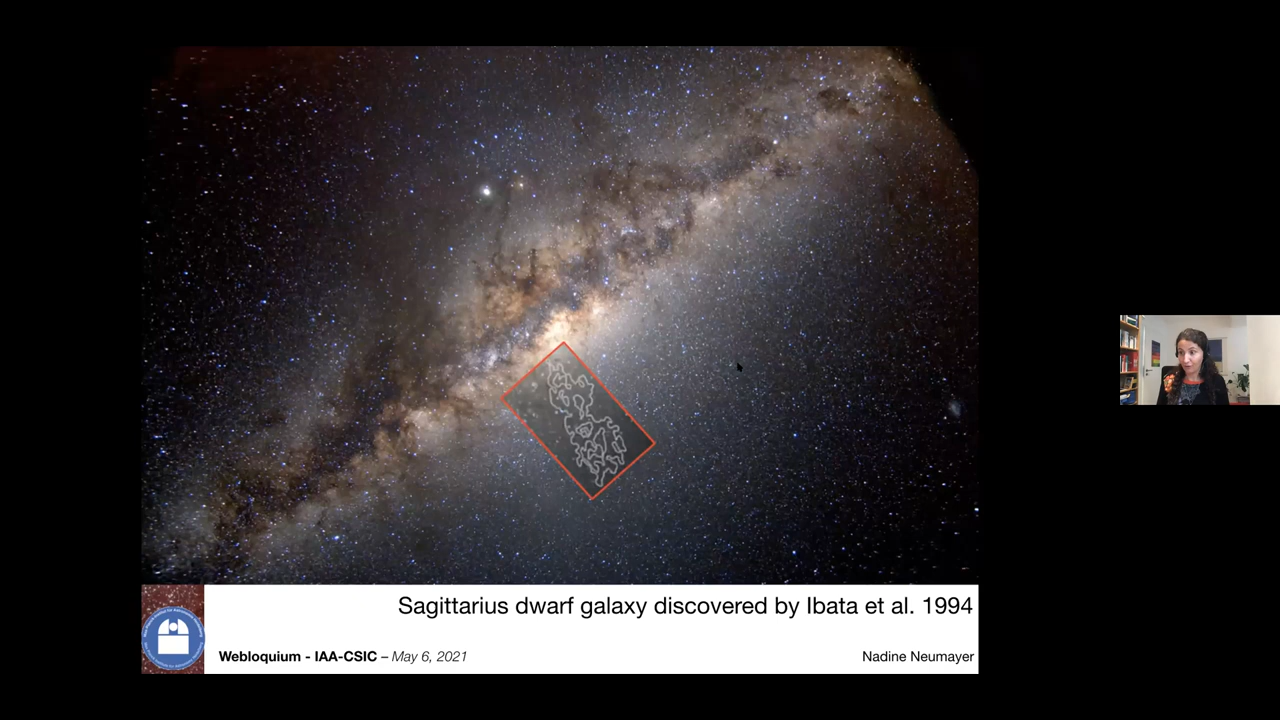 Sagittarius dwarf galaxy discovered by Ibata et al. 1994
Webloquium - IAA-CSIC – May 6, 2021
Nadine Neumayer